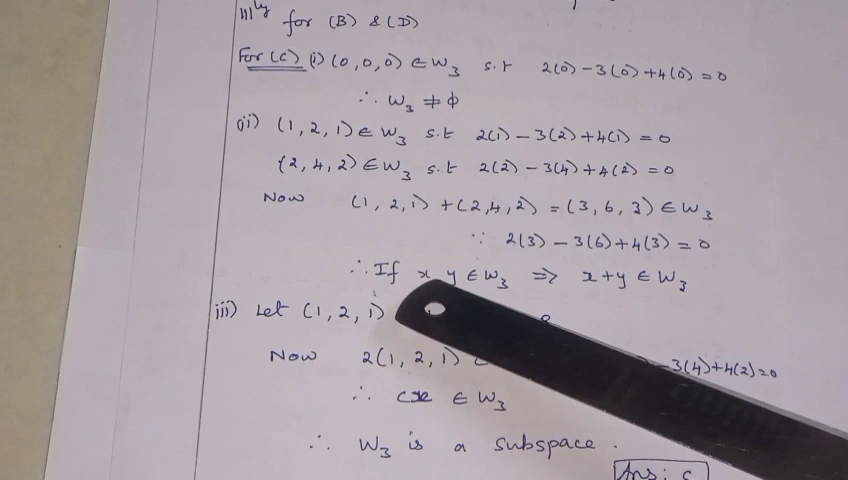 |||ly for (B) & (D)
For (C) (i) (0,0,0) ∈ W₃ s.t 2(0)-3(0)+4(0)=0
∴ W₃ ≠ ϕ
(ii) (1,2,1) ∈ W₃ s.t 2(1)-3(2)+4(1)=0
(2,4,2) ∈ W₃ s.t 2(2)-3(4)+4(2)=0
Now (1,2,1)+(2,4,2)=(3,6,3) ∈ W₃
∵ 2(3)-3(6)+4(3)=0
∴ If x, y ∈ W₃ ⇒ x+y ∈ W₃
iii) Let (1,2,1)
Now 2(1,2,1) -3(4)+4(2)=0
∴ cx ∈ W₃
∴ W₃ is a subspace.
Ans: c